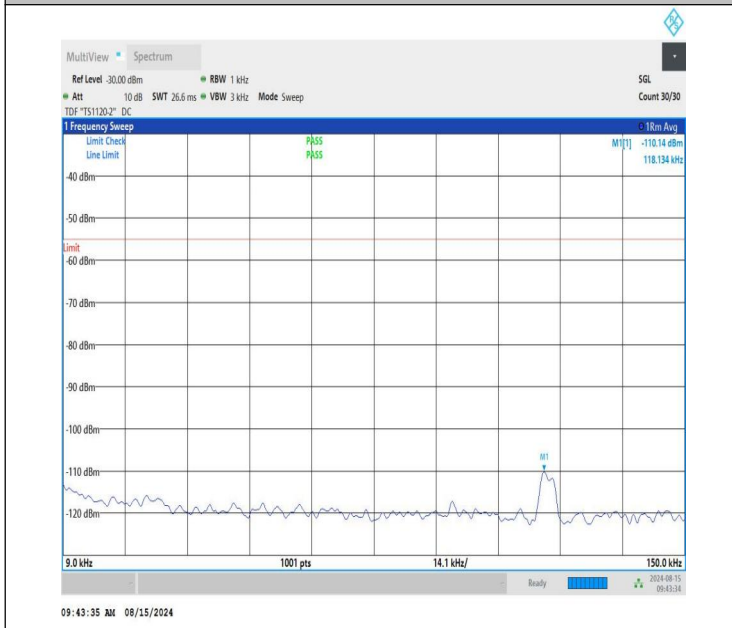 MultiView Spectrum
Ref Level -30.00 dBm RBW 1 kHz SGL
Att 10 dB SWT 26.6 ms VBW 3 kHz Mode Sweep Count 30/30
TDF "TS1120-2" DC
1 Frequency Sweep 1Rm Avg
Limit Check PASS M1[1] -110.14 dBm
Line Limit PASS 118.134 kHz
-40 dBm
-50 dBm
Limit
-60 dBm
-70 dBm
-80 dBm
-90 dBm
-100 dBm
M1
-110 dBm
-120 dBm
9.0 kHz 1001 pts 14.1 kHz/ 150.0 kHz
Ready 2024-08-15
09:43:34
09:43:35 AM 08/15/2024